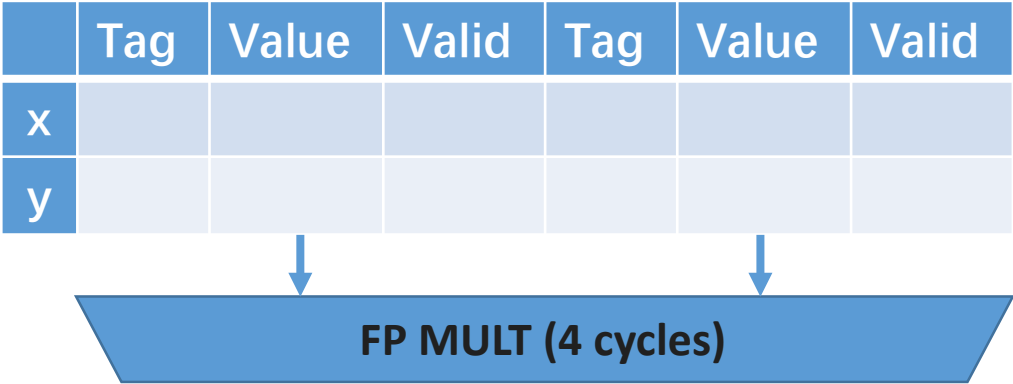 Tag Value Valid Tag Value Valid
x
y
FP MULT (4 cycles)